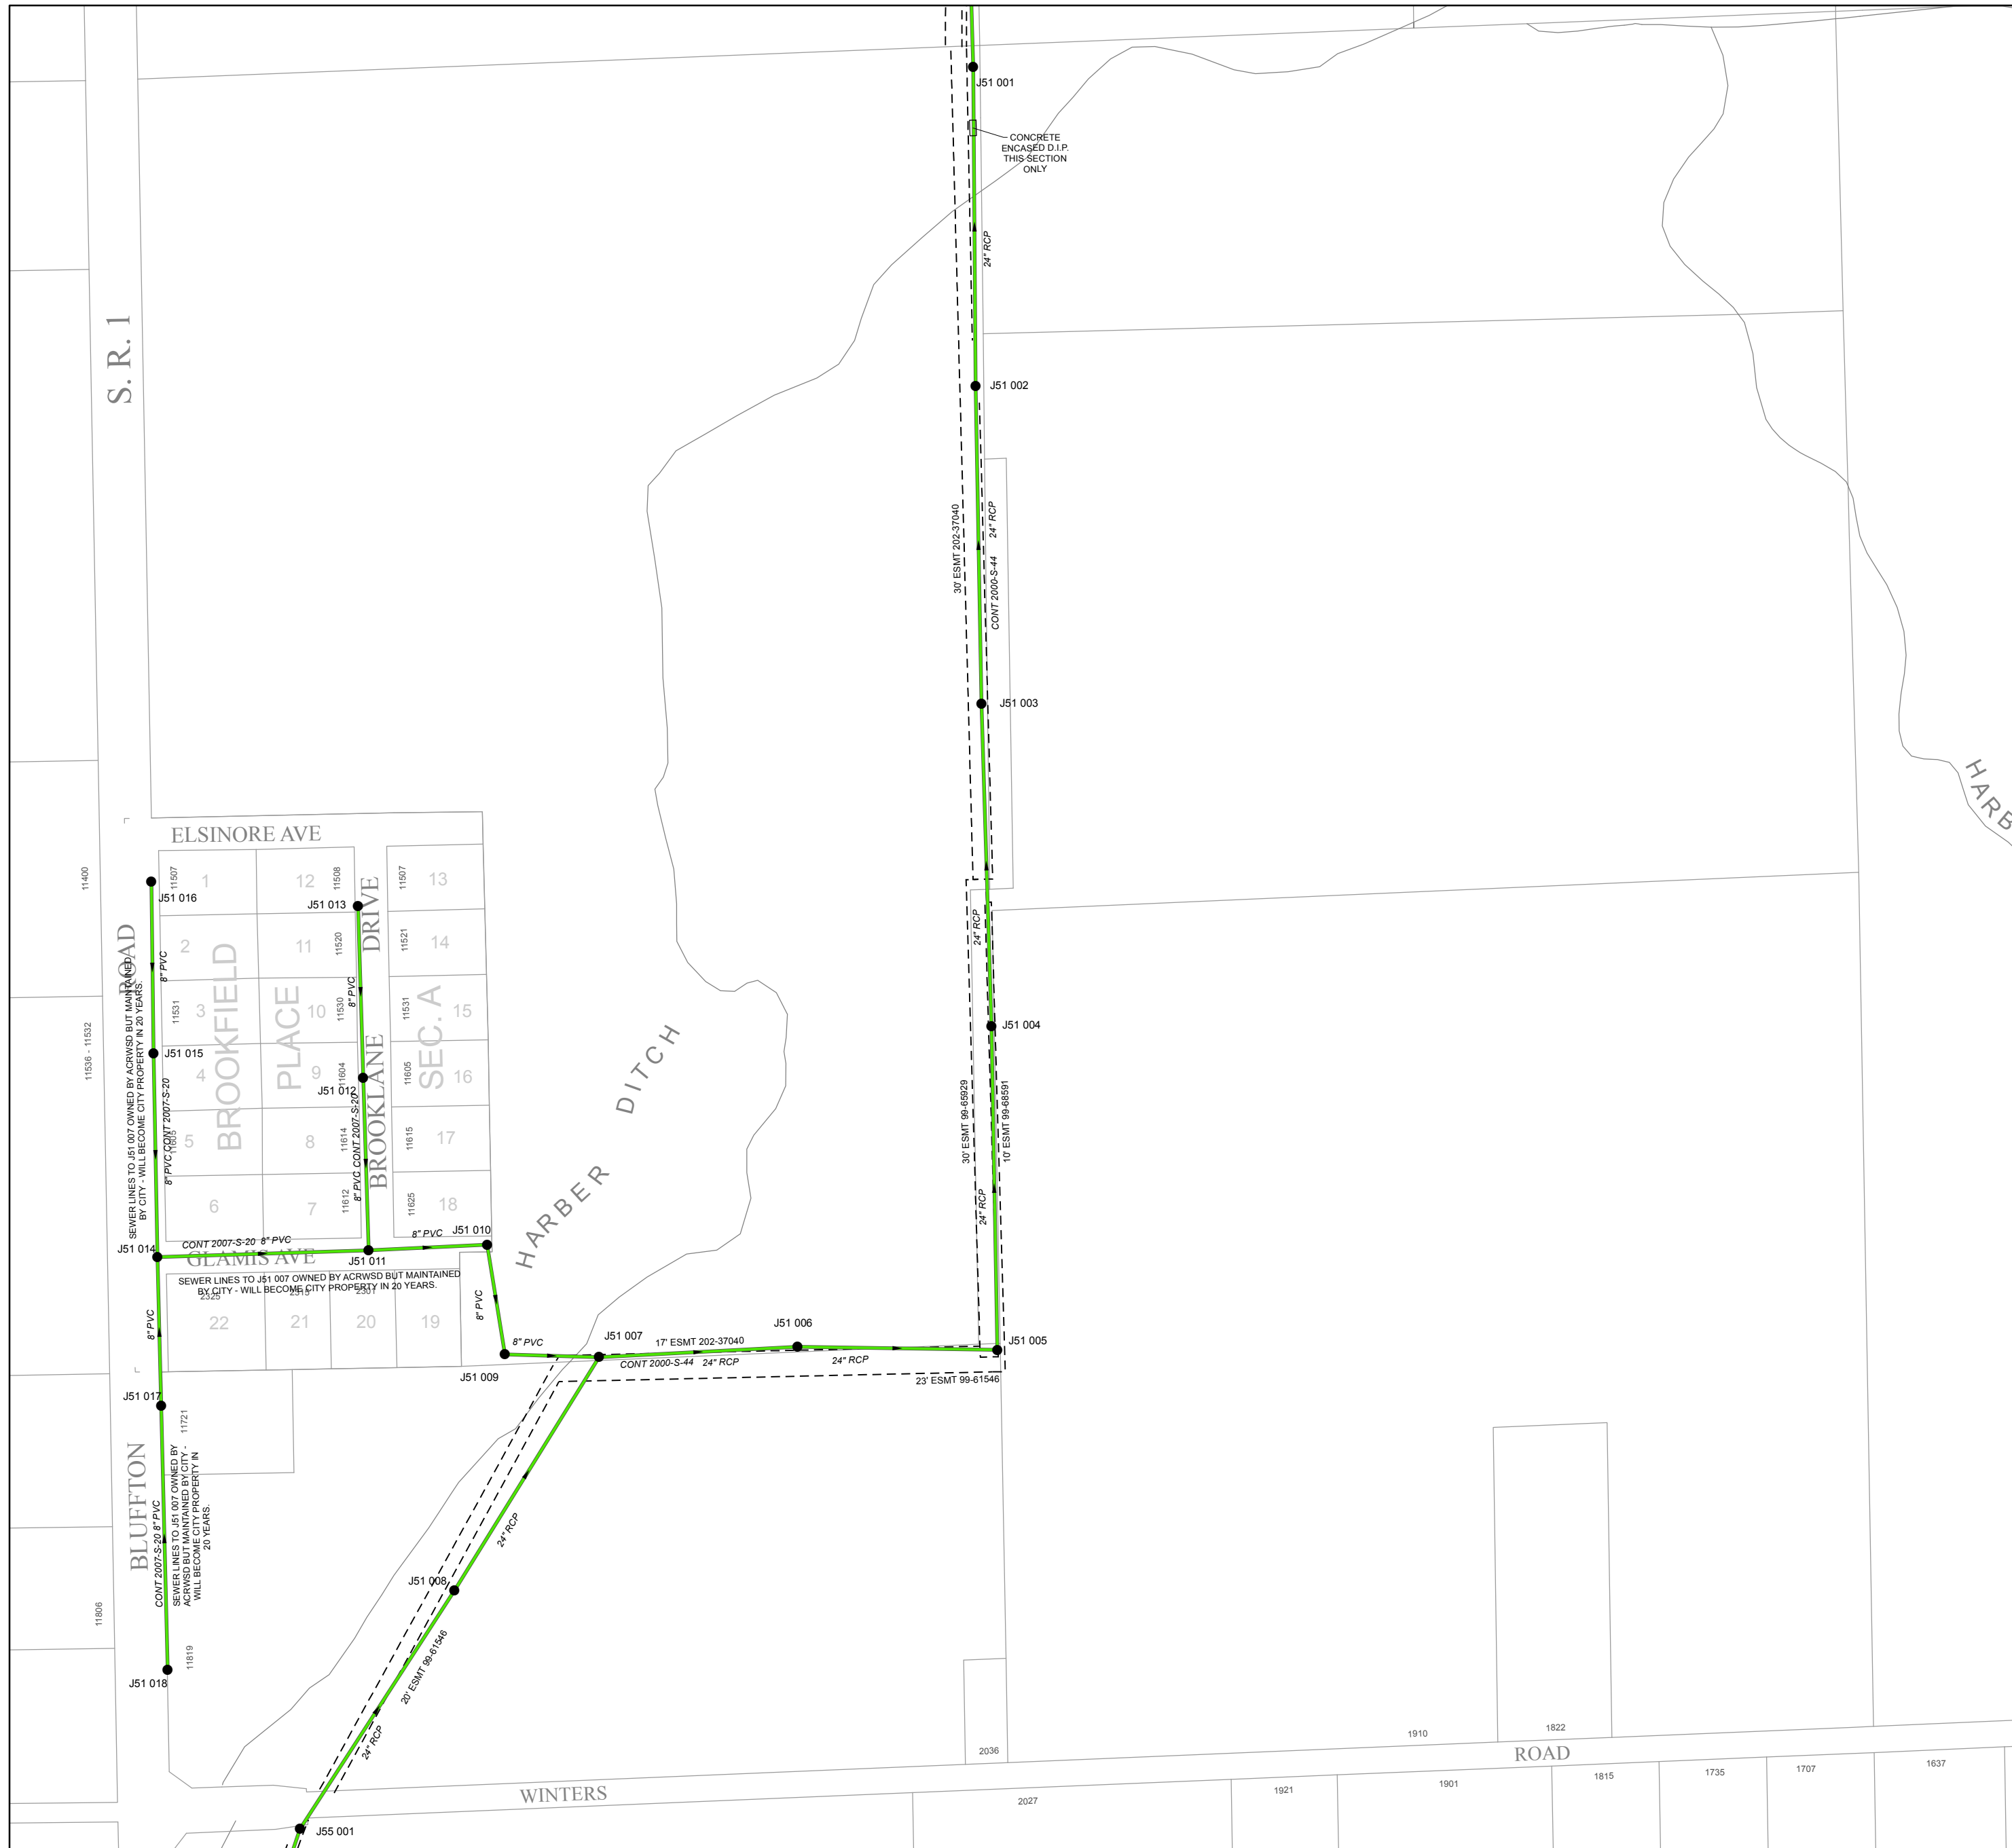 J51 001
CONCRETE
ENCASED D.I.P.
THIS SECTION
ONLY
24" RCP
S. R. 1
J51 002
30' ESMT 202-37040
24" RCP
CONT 2000-S-44
J51 003
HARB
ELSINORE AVE
11400
11507
1
12
11508
11507
13
J51 016
J51 013
DRIVE
ROAD
2
11
11520
11521
14
8" PVC
8" PVC
24" RCP
BROOKFIELD
PLACE
SEC. A
11531
3
10
11530
11531
15
SEWER LINES TO J51 007 OWNED BY ACRWSD BUT MAINTAINED
BY CITY - WILL BECOME CITY PROPERTY IN 20 YEARS.
11536 - 11532
J51 015
J51 004
4
9
11604
11605
16
J51 012
BROOKLANE
8" PVC CONT 2007-S-20
8" PVC CONT 2007-S-20
11605
5
8
11614
11615
17
30' ESMT 99-65929
10' ESMT 99-68591
HARBER DITCH
6
7
11612
11625
18
24" RCP
J51 010
J51 014
CONT 2007-S-20 8" PVC
8" PVC
GLAMIS AVE
J51 011
SEWER LINES TO J51 007 OWNED BY ACRWSD BUT MAINTAINED
BY CITY - WILL BECOME CITY PROPERTY IN 20 YEARS.
2325
2301
22
21
20
19
8" PVC
8" PVC
8" PVC
J51 007
J51 006
J51 005
17' ESMT 202-37040
CONT 2000-S-44 24" RCP
24" RCP
J51 009
23' ESMT 99-61546
J51 017
11721
BLUFFTON
CONT 2007-S-20 8" PVC
SEWER LINES TO J51 007 OWNED BY
ACRWSD BUT MAINTAINED BY CITY -
WILL BECOME CITY PROPERTY IN
20 YEARS.
24" RCP
J51 008
11806
11819
J51 018
20' ESMT 99-61546
24" RCP
2036
1910
1822
ROAD
WINTERS
2027
1921
1901
1815
1735
1707
1637
J55 001